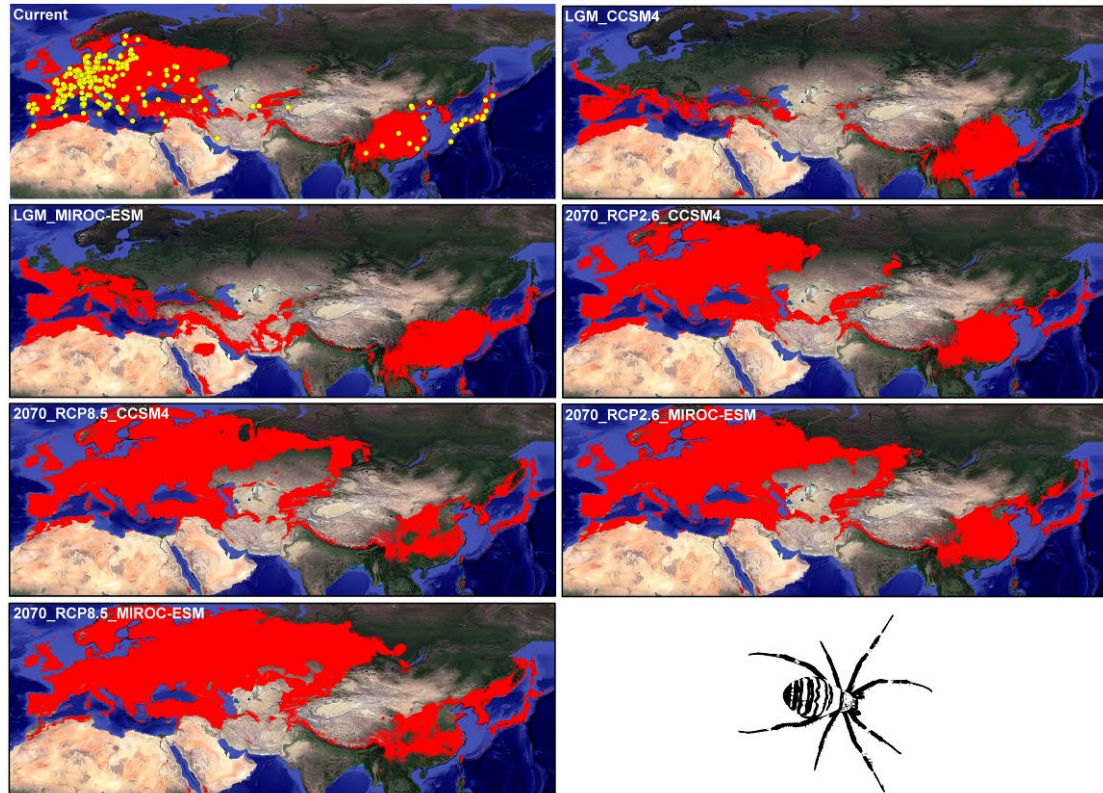 Current
LGM_CCSM4
LGM_MIROC-ESM
2070_RCP2.6_CCSM4
2070_RCP8.5_CCSM4
2070_RCP2.6_MIROC-ESM
2070_RCP8.5_MIROC-ESM